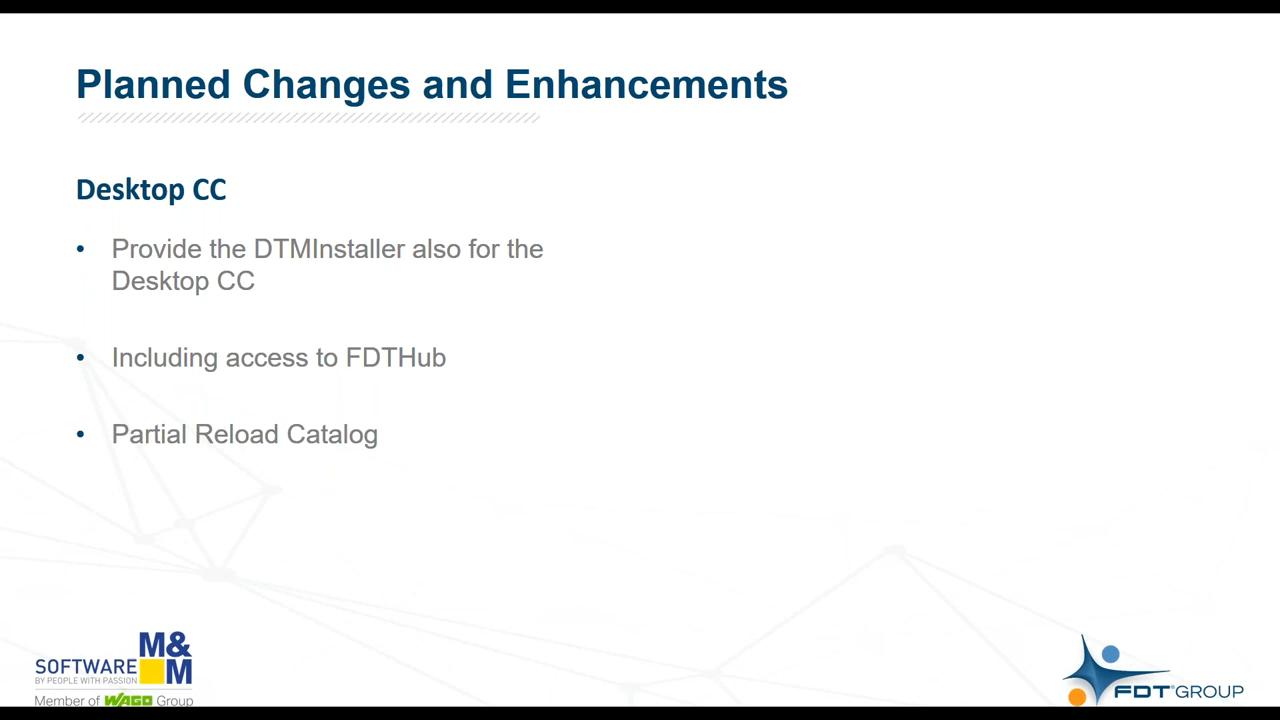 Planned Changes and Enhancements
Desktop CC
• Provide the DTMInstaller also for the
Desktop CC
• Including access to FDTHub
• Partial Reload Catalog
M&
SOFTWARE M
BY PEOPLE WITH PASSION
Member of WAGO Group
FDT® GROUP